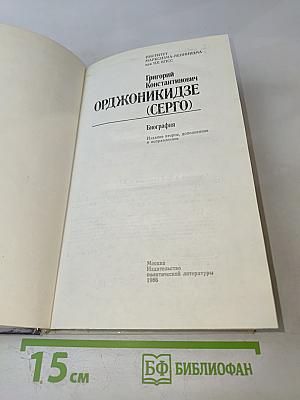 ИНСТИТУТ
МАРКСИЗМА-ЛЕНИНИЗМА
при ЦК КПСС
Григорий
Константинович
ОРДЖОНИКИДЗЕ
(СЕРГО)
Биография
Издание второе, дополненное
и исправленное
Москва
Издательство
политической литературы
1986
15 см
БФ БИБЛИОФАН